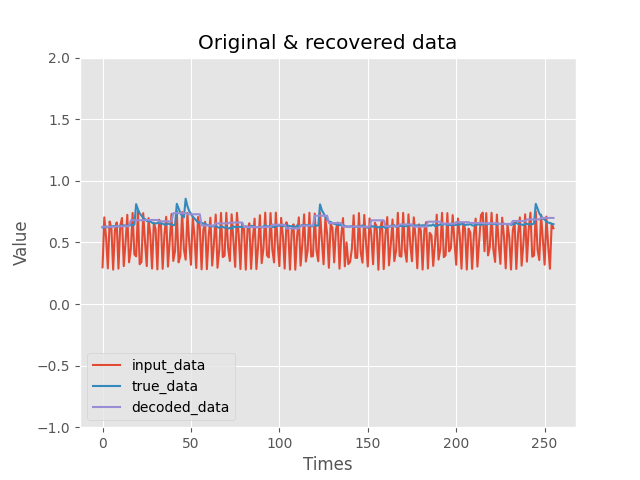 Original & recovered data
2.0
1.5
1.0
0.5
0.0
−0.5
−1.0
Value
input_data
true_data
decoded_data
0 50 100 150 200 250
Times